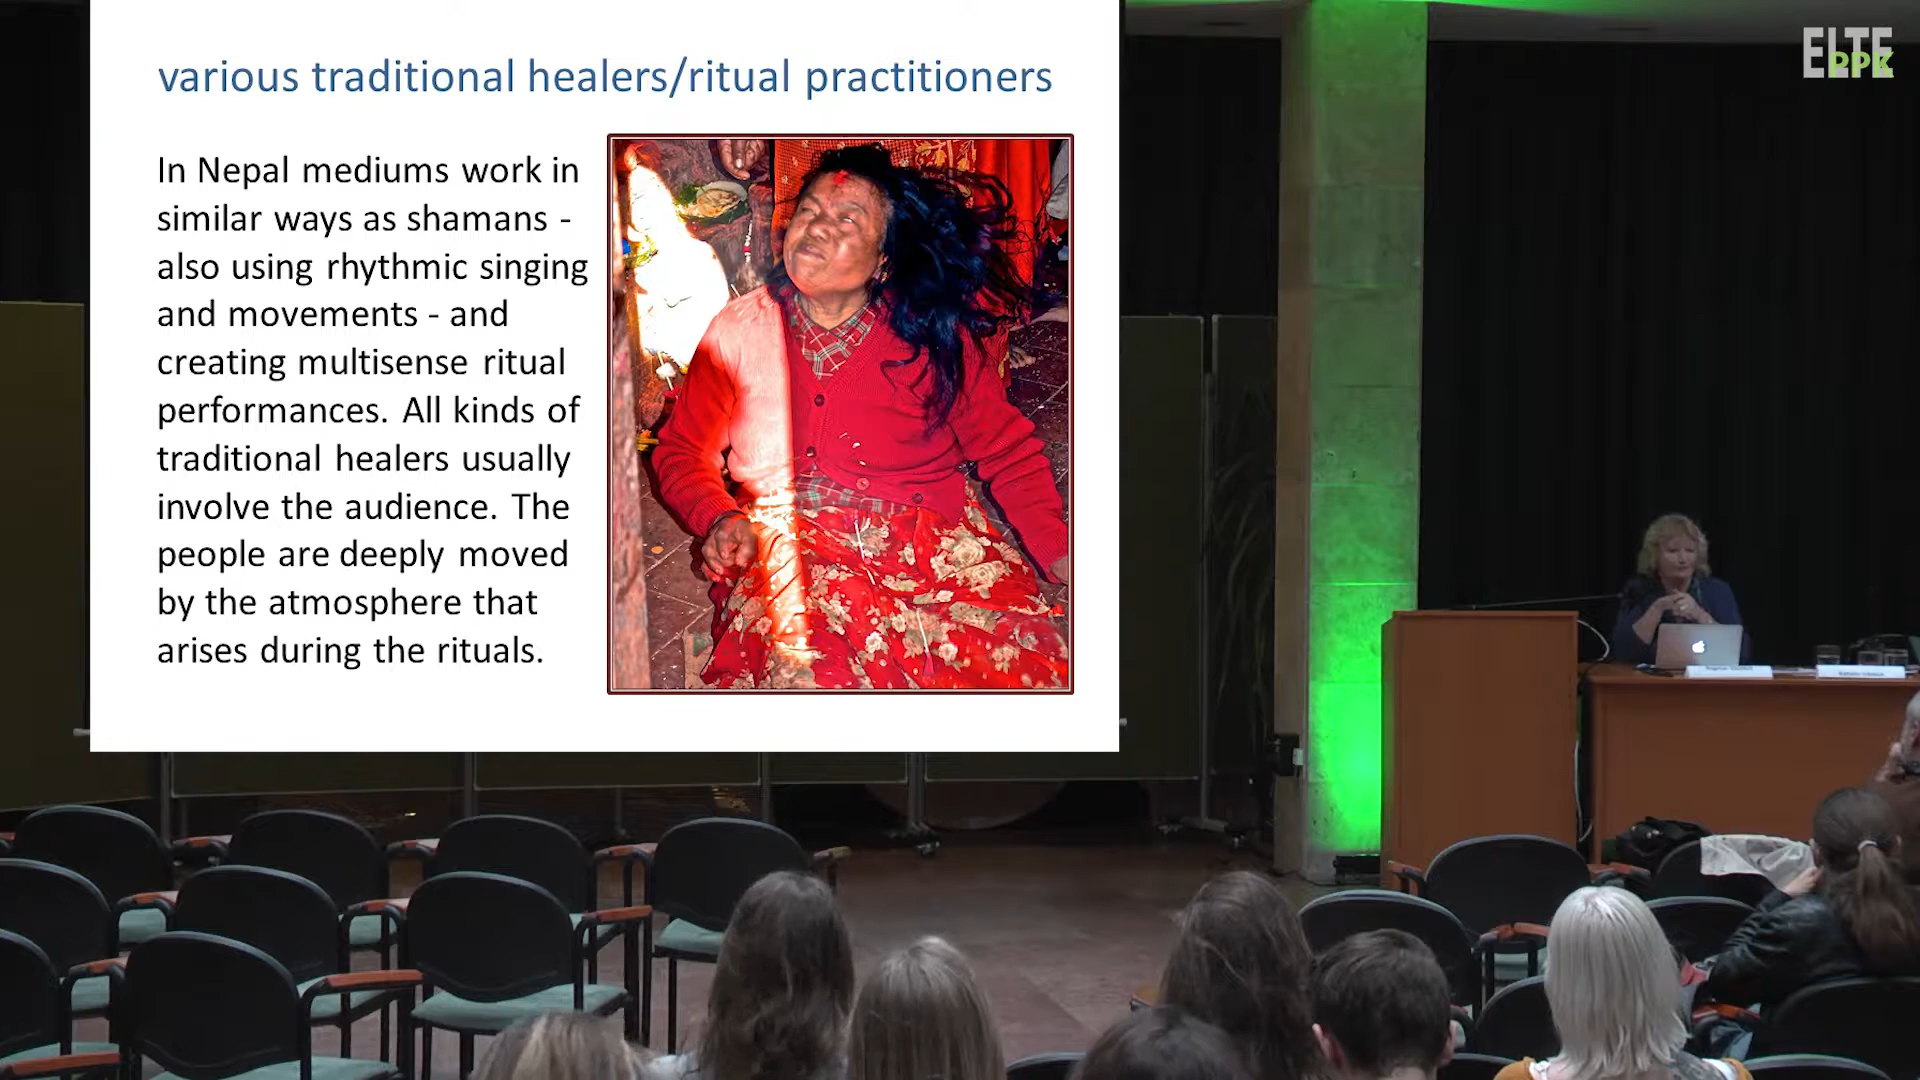 various traditional healers/ritual practitioners
In Nepal mediums work in
similar ways as shamans -
also using rhythmic singing
and movements - and
creating multisense ritual
performances. All kinds of
traditional healers usually
involve the audience. The
people are deeply moved
by the atmosphere that
arises during the rituals.
ELTE
PPK